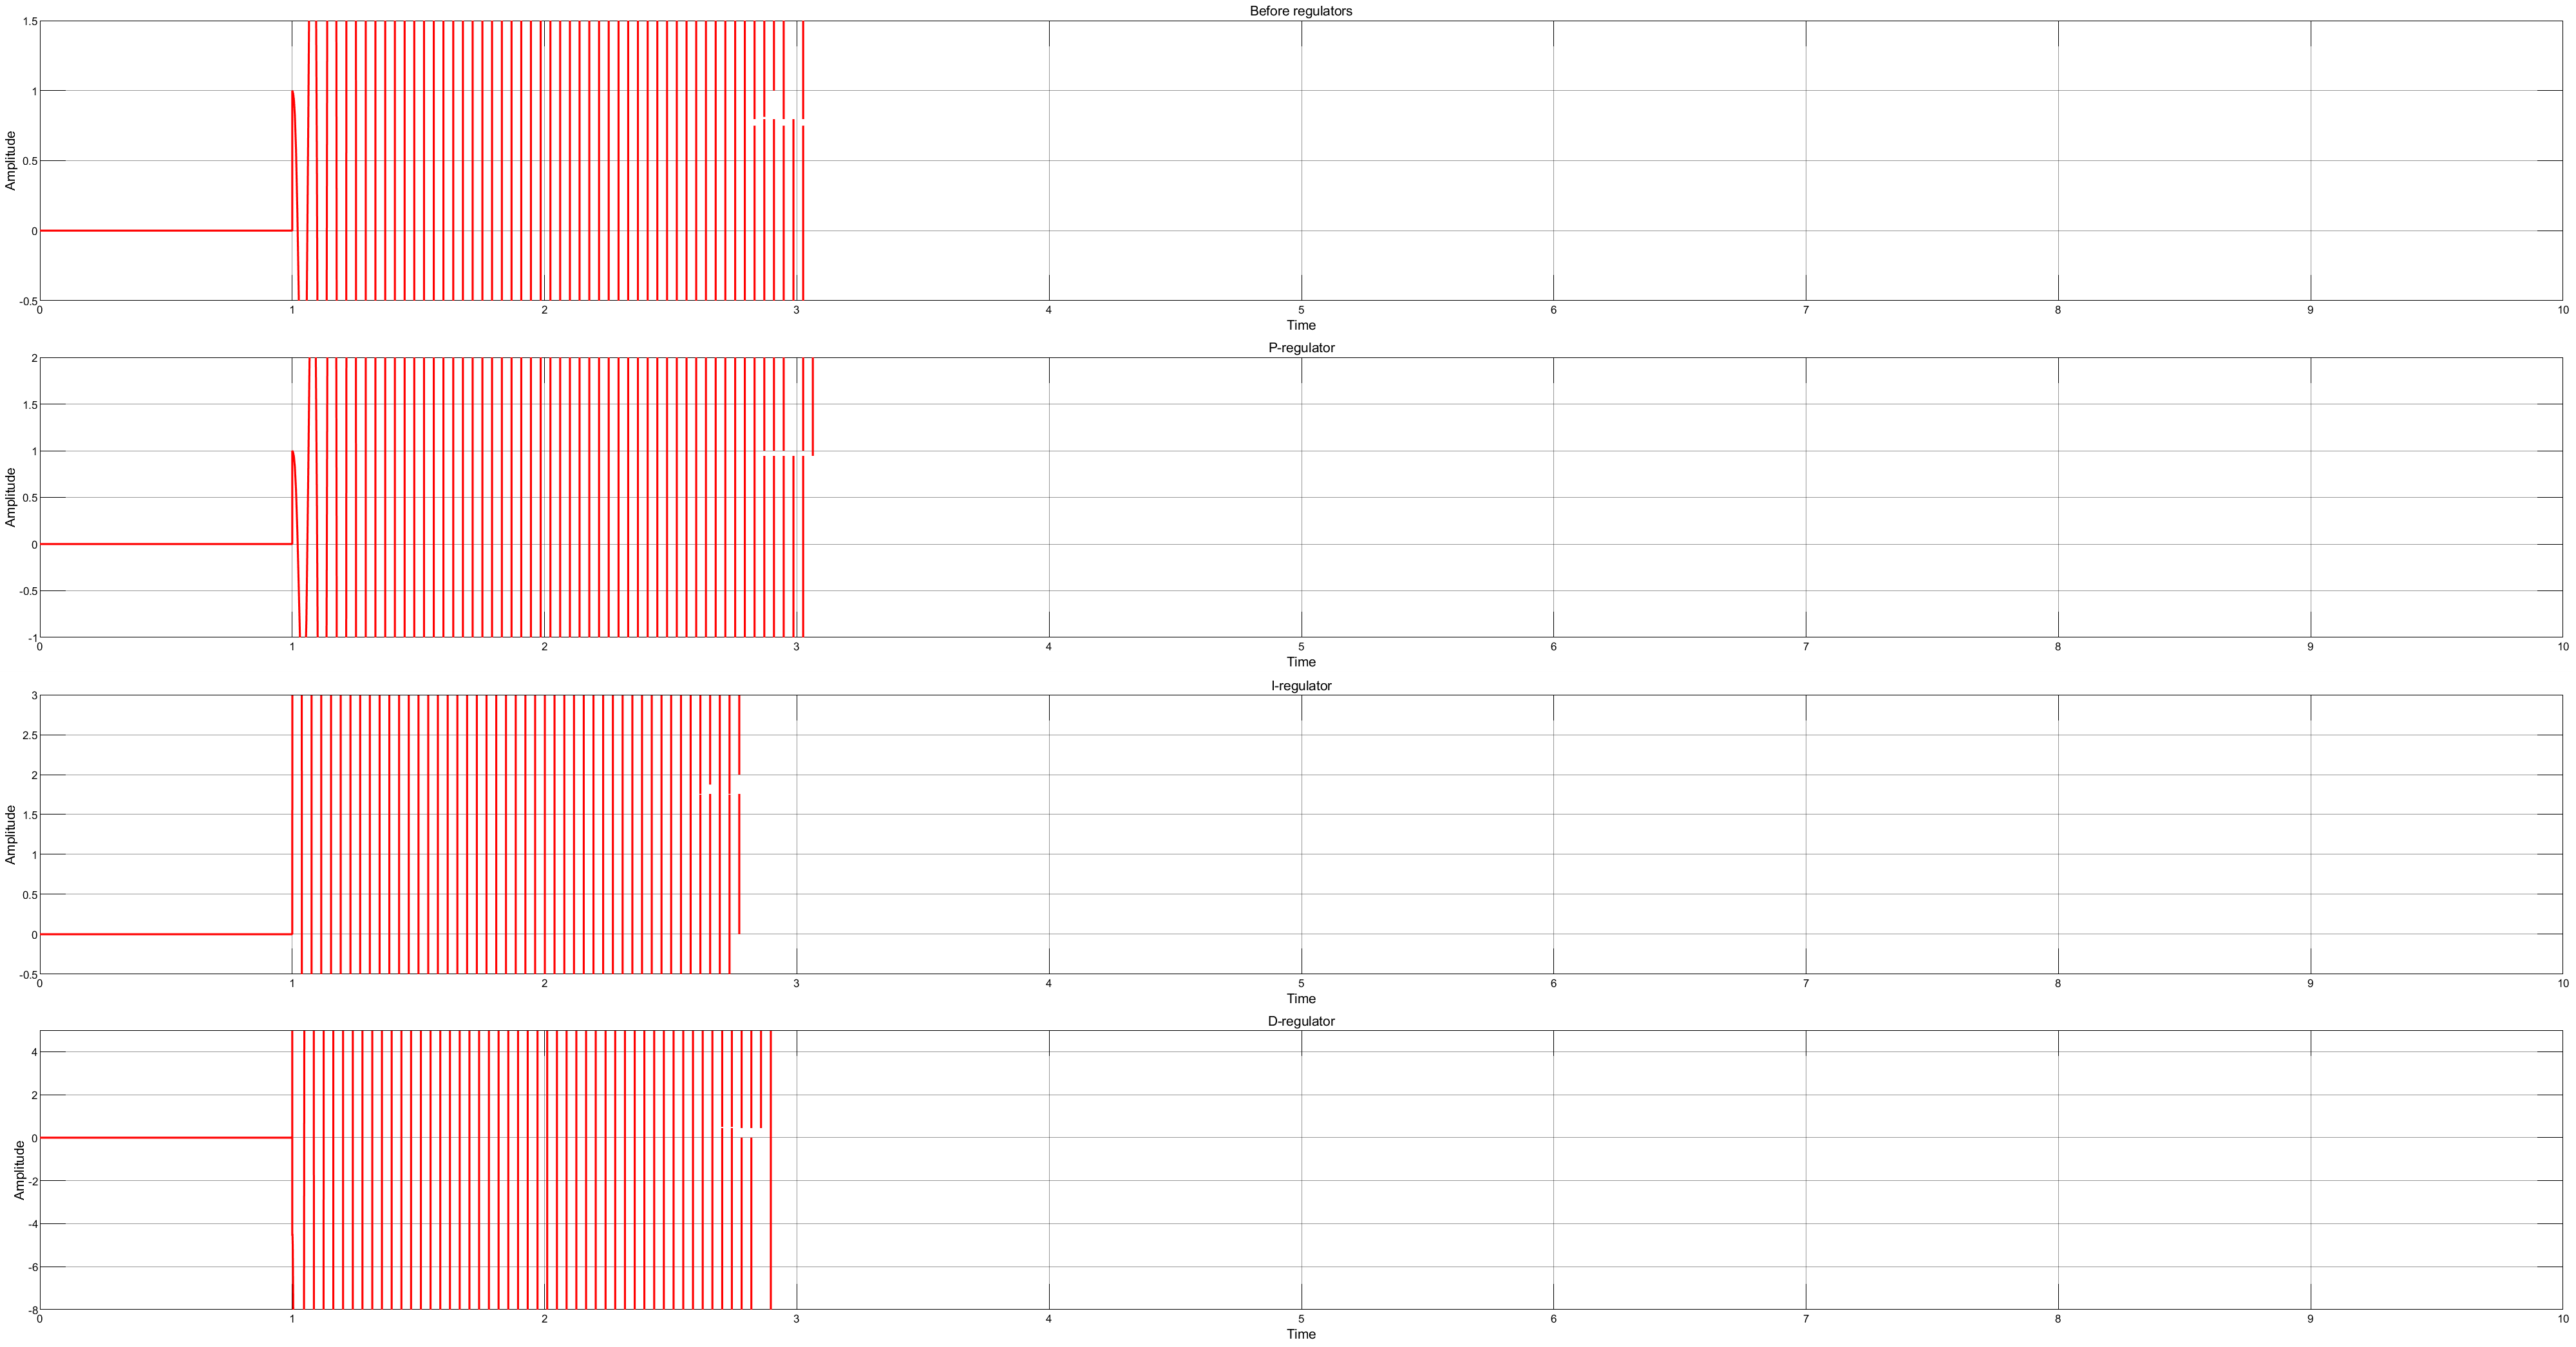 Before regulators
1.5
1
0.5
0
-0.5
Amplitude
0 1 2 3 4 5 6 7 8 9 10
Time
P-regulator
2
1.5
1
0.5
0
-0.5
-1
Amplitude
0 1 2 3 4 5 6 7 8 9 10
Time
I-regulator
3
2.5
2
1.5
1
0.5
0
-0.5
Amplitude
0 1 2 3 4 5 6 7 8 9 10
Time
D-regulator
4
2
0
-2
-4
-6
-8
Amplitude
0 1 2 3 4 5 6 7 8 9 10
Time